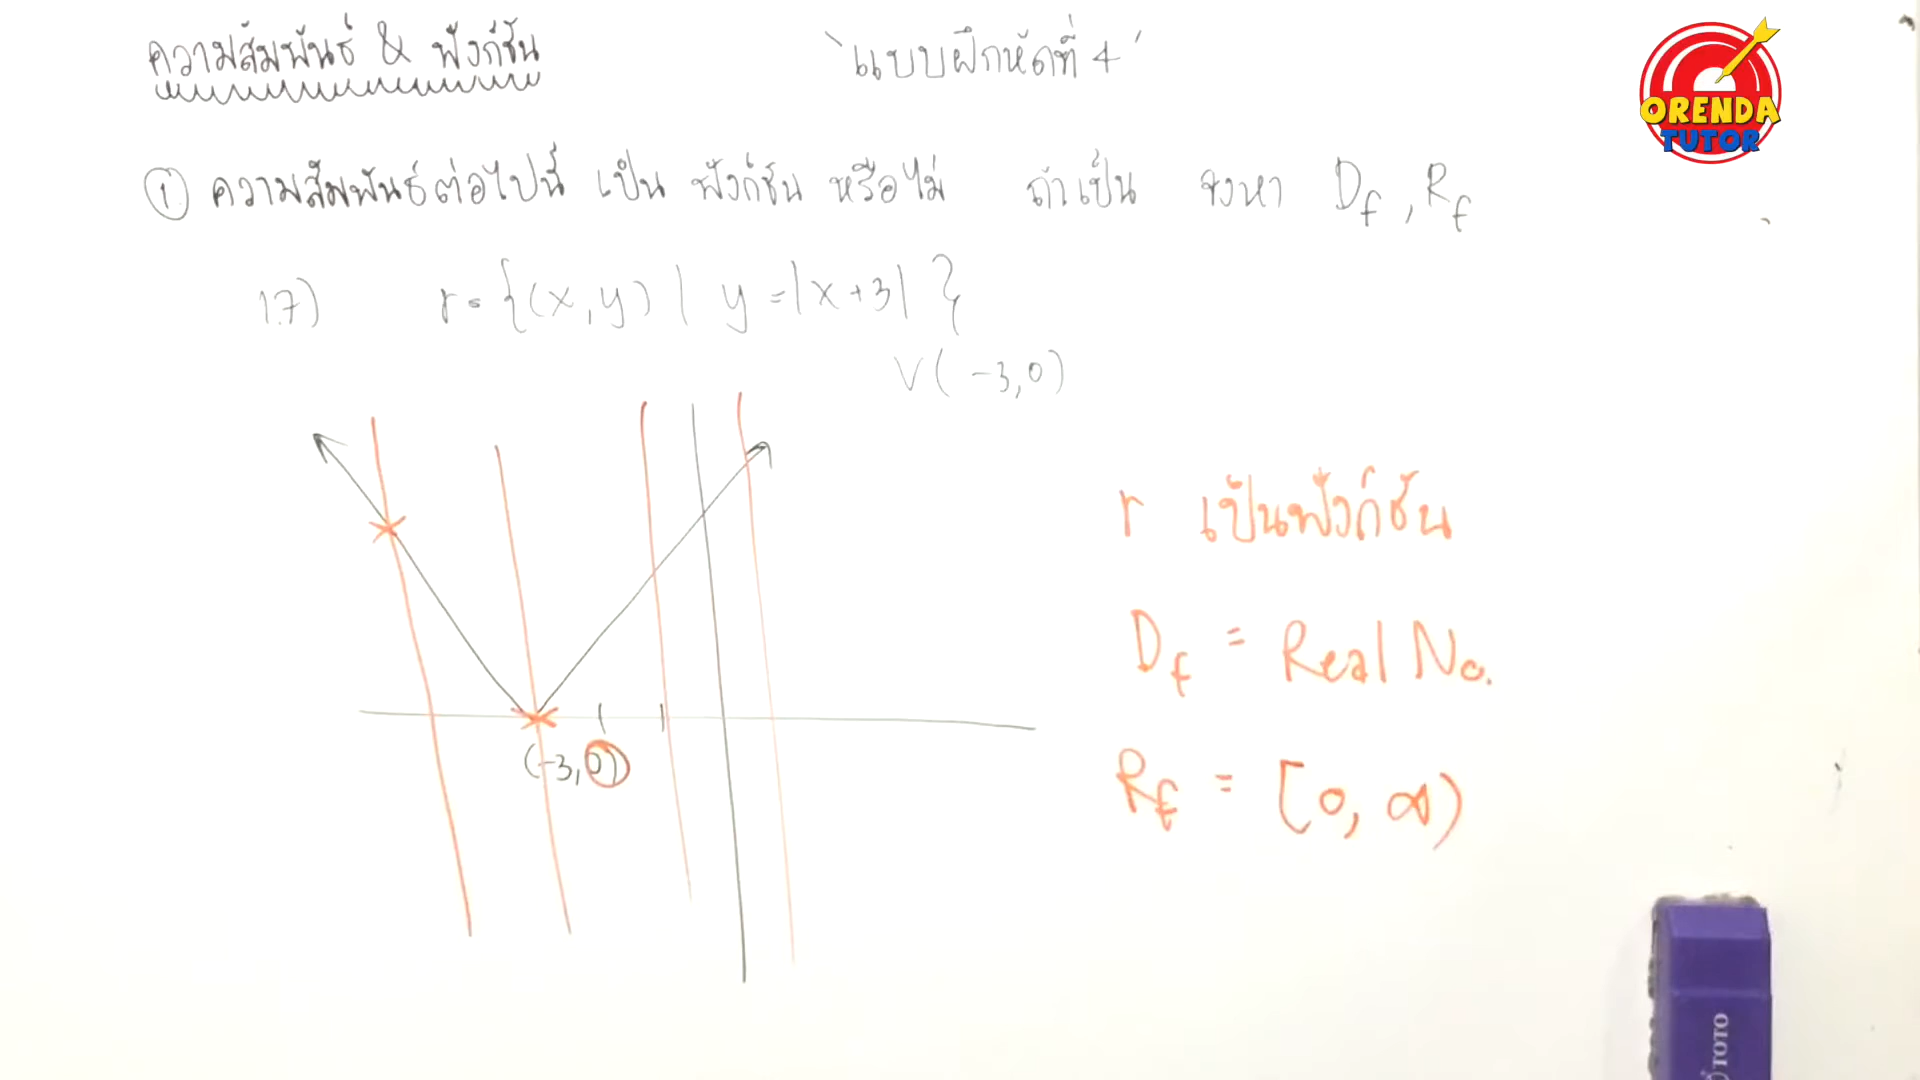 ความสัมพันธ์ & ฟังก์ชัน
`แบบฝึกหัดที่ 4'
ORENDA
TUTOR
① ความสัมพันธ์ต่อไปนี้ เป็น ฟังก์ชัน หรือไม่ ถ้าเป็น จงหา Df , Rf
1.7) r = {(x,y) | y = |x+3| }
V( -3,0)
r เป็นฟังก์ชัน
Df = Real No.
(-3,0)
Rf = [0, ∞)
TOTO